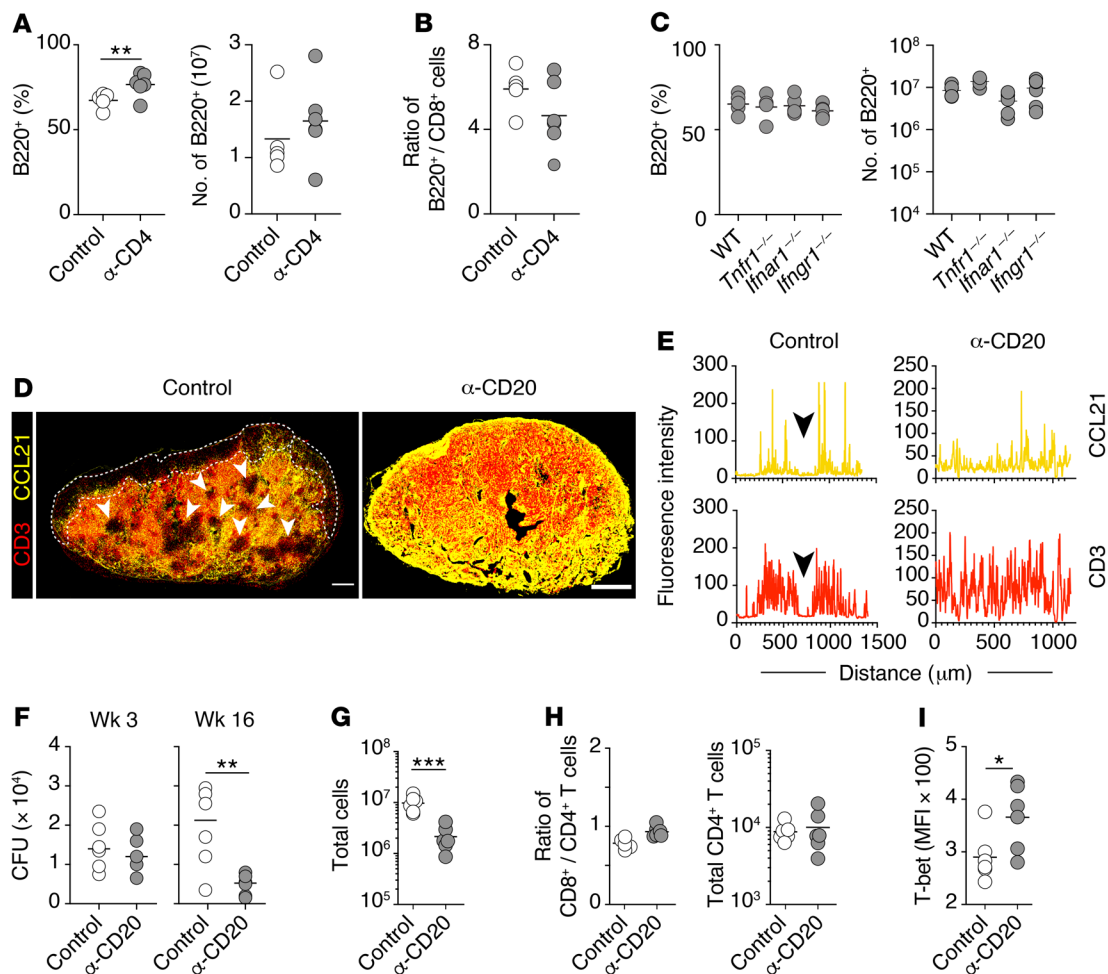 A
B220⁺ (%)
100
50
0
**
Control
α-CD4
No. of B220⁺ (10⁷)
3
2
1
0
Control
α-CD4
B
Ratio of
B220⁺ / CD8⁺ cells
8
4
0
Control
α-CD4
C
B220⁺ (%)
100
50
0
WT
Tnfr1⁻/⁻
Ifnar1⁻/⁻
Ifngr1⁻/⁻
No. of B220⁺
10⁸
10⁷
10⁶
10⁵
10⁴
WT
Tnfr1⁻/⁻
Ifnar1⁻/⁻
Ifngr1⁻/⁻
D
Control
α-CD20
CD3 CCL21
E
Control
α-CD20
Fluoresence intensity
300
200
100
0
250
200
150
100
50
0
CCL21
300
200
100
0
250
200
150
100
50
0
CD3
0 500 1000 1500
0 500 1000
Distance (μm)
F
Wk 3
Wk 16
CFU (× 10⁴)
4
3
2
1
0
**
Control
α-CD20
Control
α-CD20
G
Total cells
10⁸
10⁷
10⁶
10⁵
***
Control
α-CD20
H
Ratio of
CD8⁺ / CD4⁺ T cells
2
1
0
Control
α-CD20
Total CD4⁺ T cells
10⁵
10⁴
10³
Control
α-CD20
I
T-bet (MFI × 100)
5
4
3
2
*
Control
α-CD20